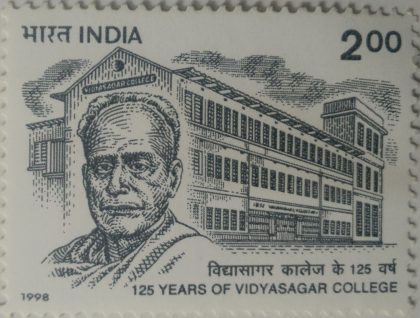 भारत INDIA
2.00
VIDYASAGAR COLLEGE
विद्यासागर कालेज के 125 वर्ष
125 YEARS OF VIDYASAGAR COLLEGE
1998